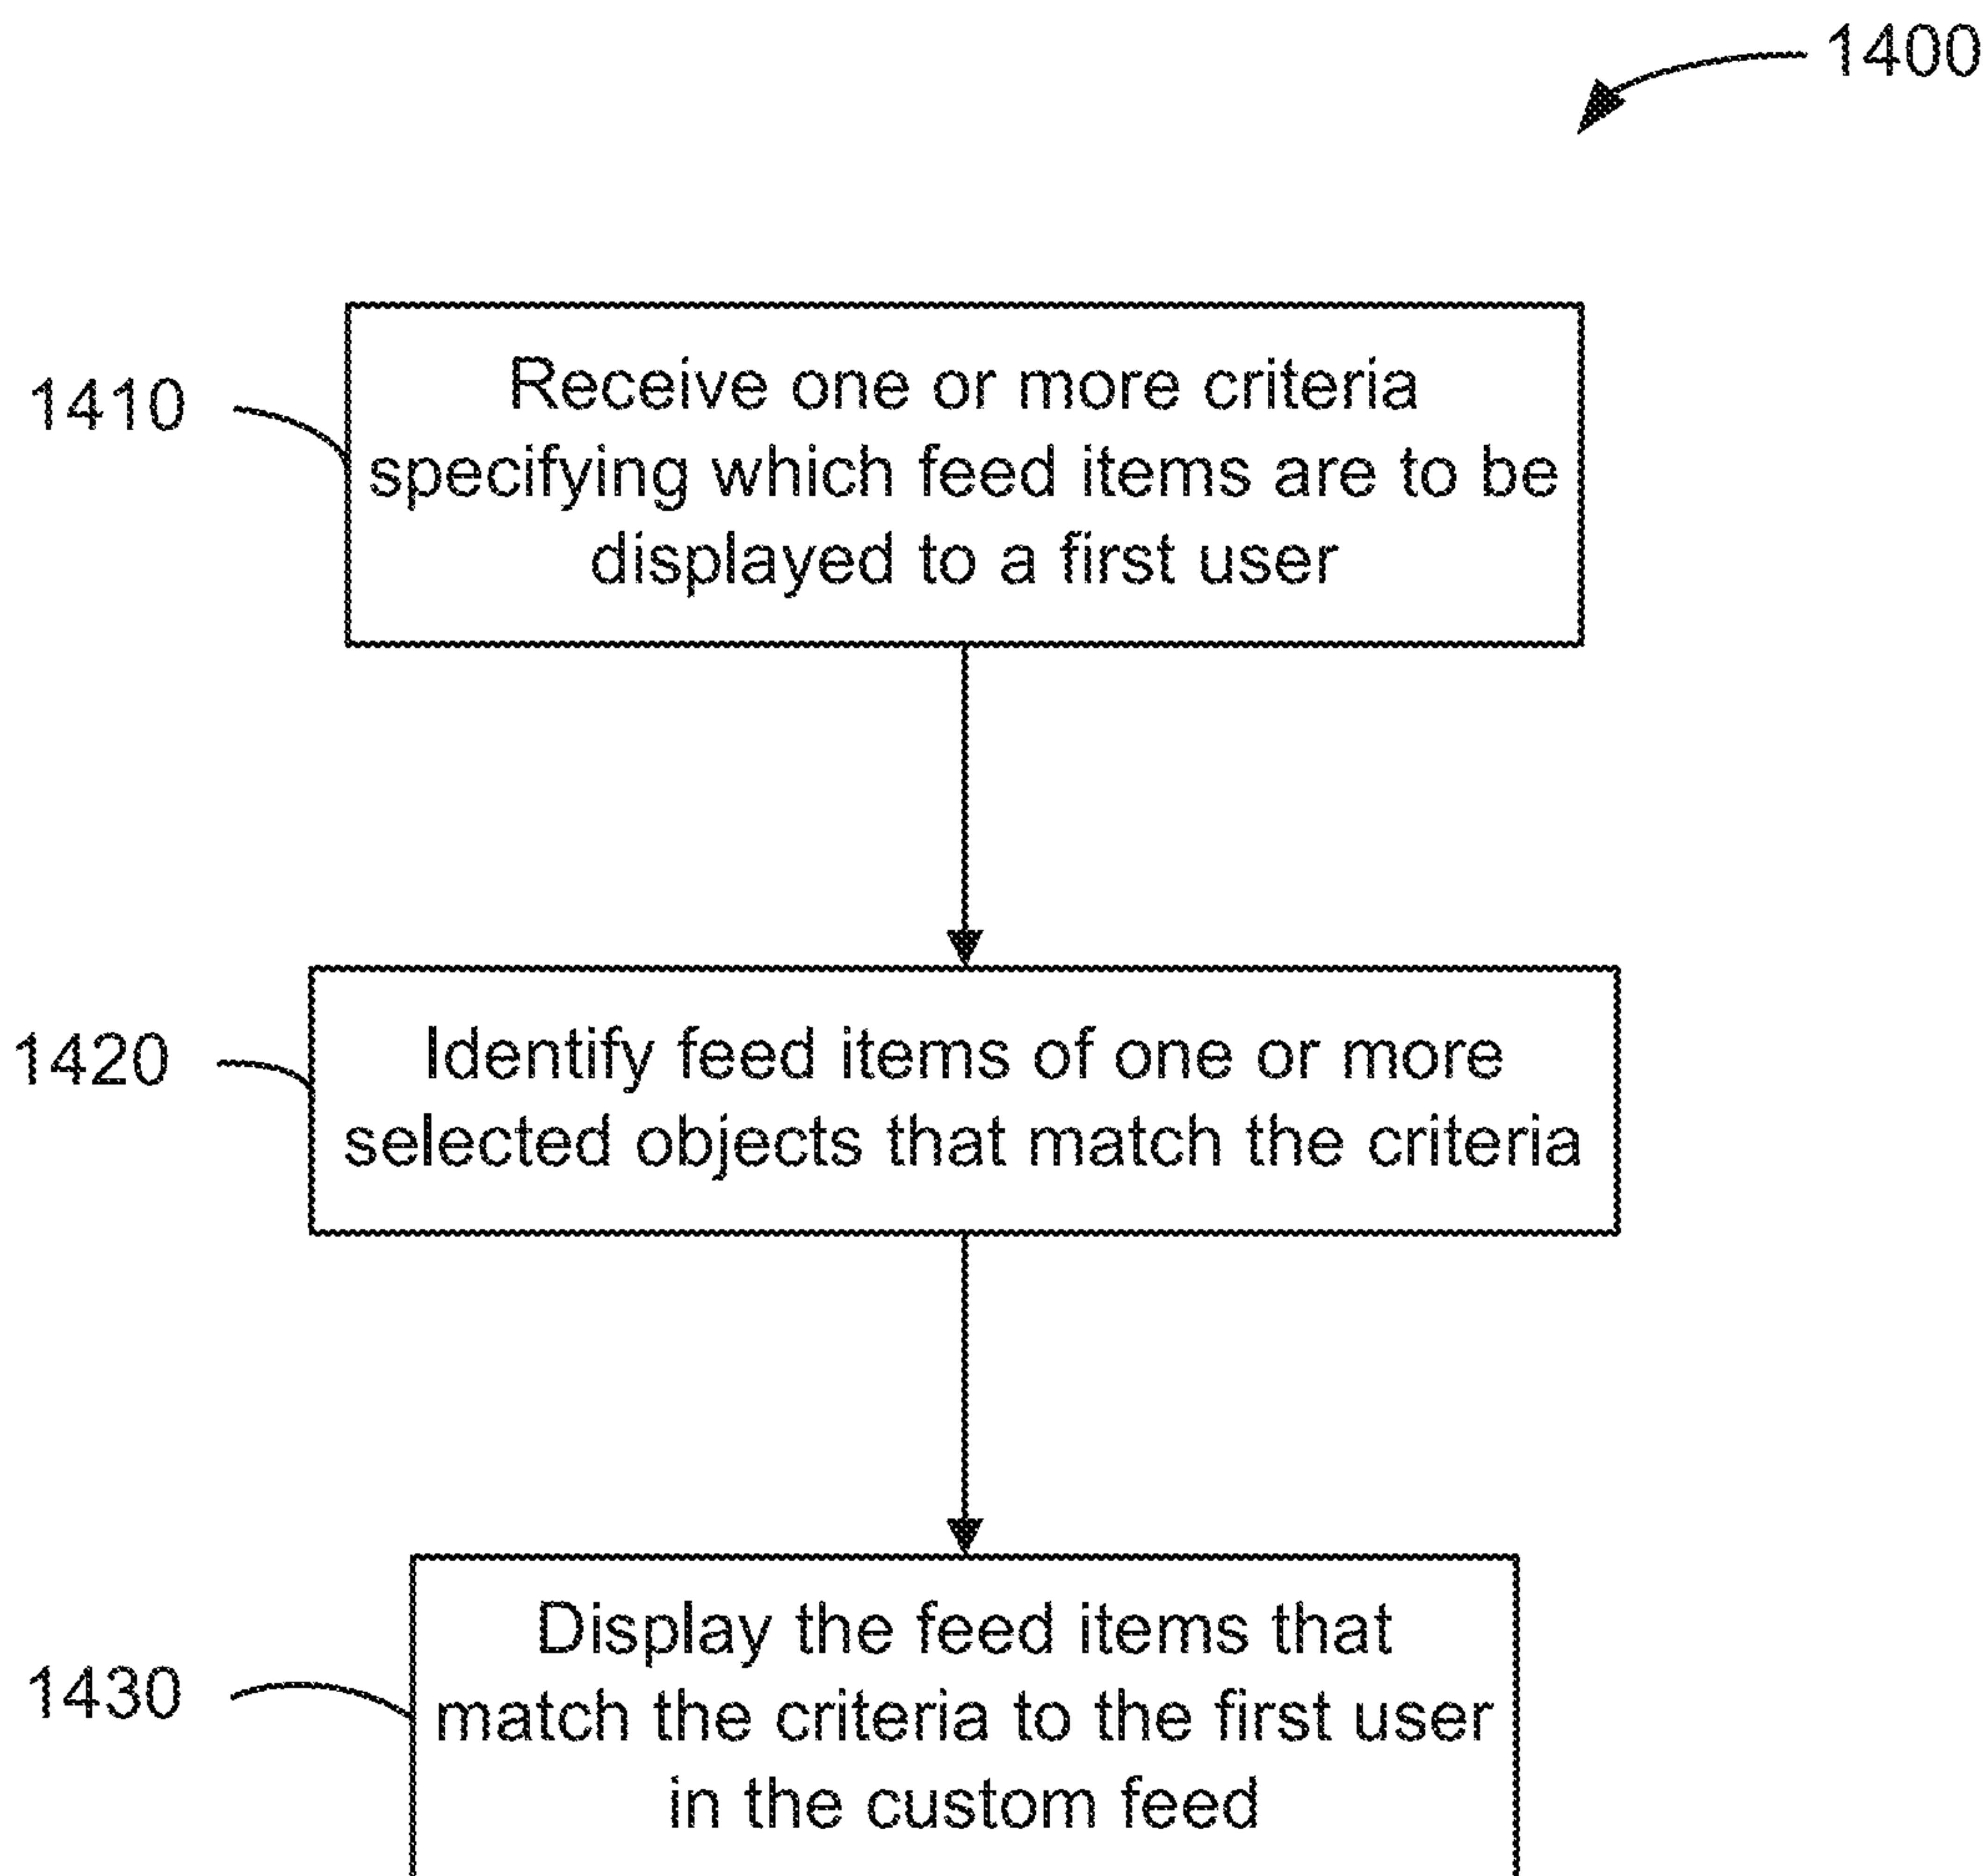 1400
1410
Receive one or more criteria
specifying which feed items are to be
displayed to a first user
1420
Identify feed items of one or more
selected objects that match the criteria
1430
Display the feed items that
match the criteria to the first user
in the custom feed